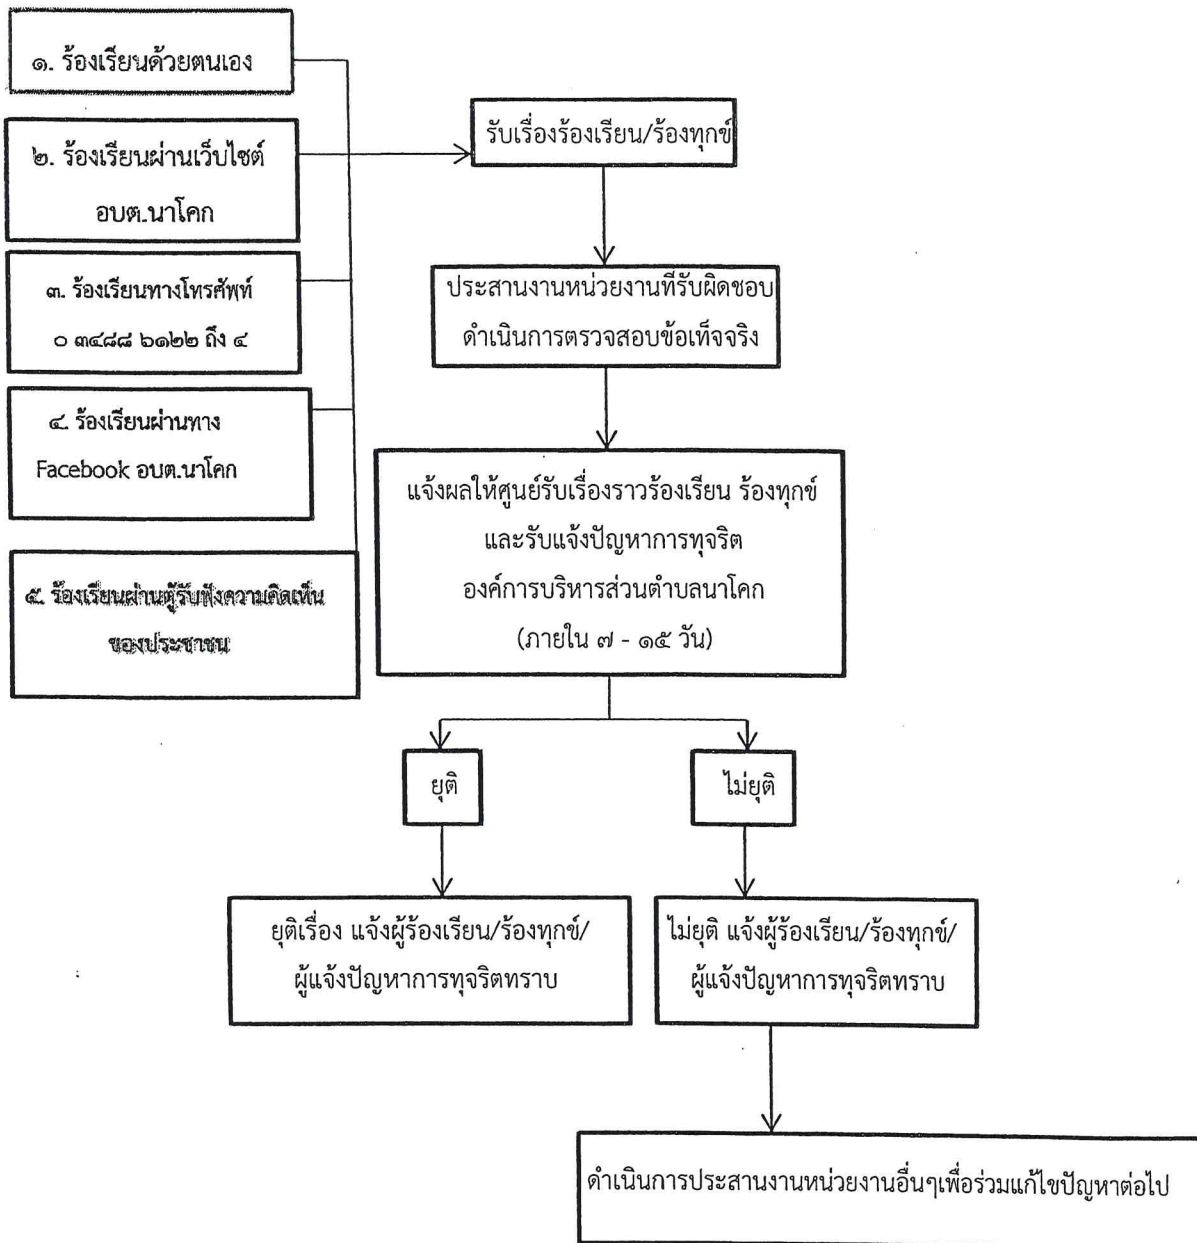 ๑. ร้องเรียนด้วยตนเอง
๒. ร้องเรียนผ่านเว็บไซต์
อบต.นาโคก
๓. ร้องเรียนทางโทรศัพท์
๐ ๓๔๘๘ ๖๑๒๒ ถึง ๔
๔. ร้องเรียนผ่านทาง
Facebook อบต.นาโคก
๕. ร้องเรียนผ่านตู้รับฟังความคิดเห็น
ของประชาชน
รับเรื่องร้องเรียน/ร้องทุกข์
ประสานงานหน่วยงานที่รับผิดชอบ
ดำเนินการตรวจสอบข้อเท็จจริง
แจ้งผลให้ศูนย์รับเรื่องราวร้องเรียน ร้องทุกข์
และรับแจ้งปัญหาการทุจริต
องค์การบริหารส่วนตำบลนาโคก
(ภายใน ๗ - ๑๕ วัน)
ยุติ
ไม่ยุติ
ยุติเรื่อง แจ้งผู้ร้องเรียน/ร้องทุกข์/
ผู้แจ้งปัญหาการทุจริตทราบ
ไม่ยุติ แจ้งผู้ร้องเรียน/ร้องทุกข์/
ผู้แจ้งปัญหาการทุจริตทราบ
ดำเนินการประสานงานหน่วยงานอื่นๆเพื่อร่วมแก้ไขปัญหาต่อไป